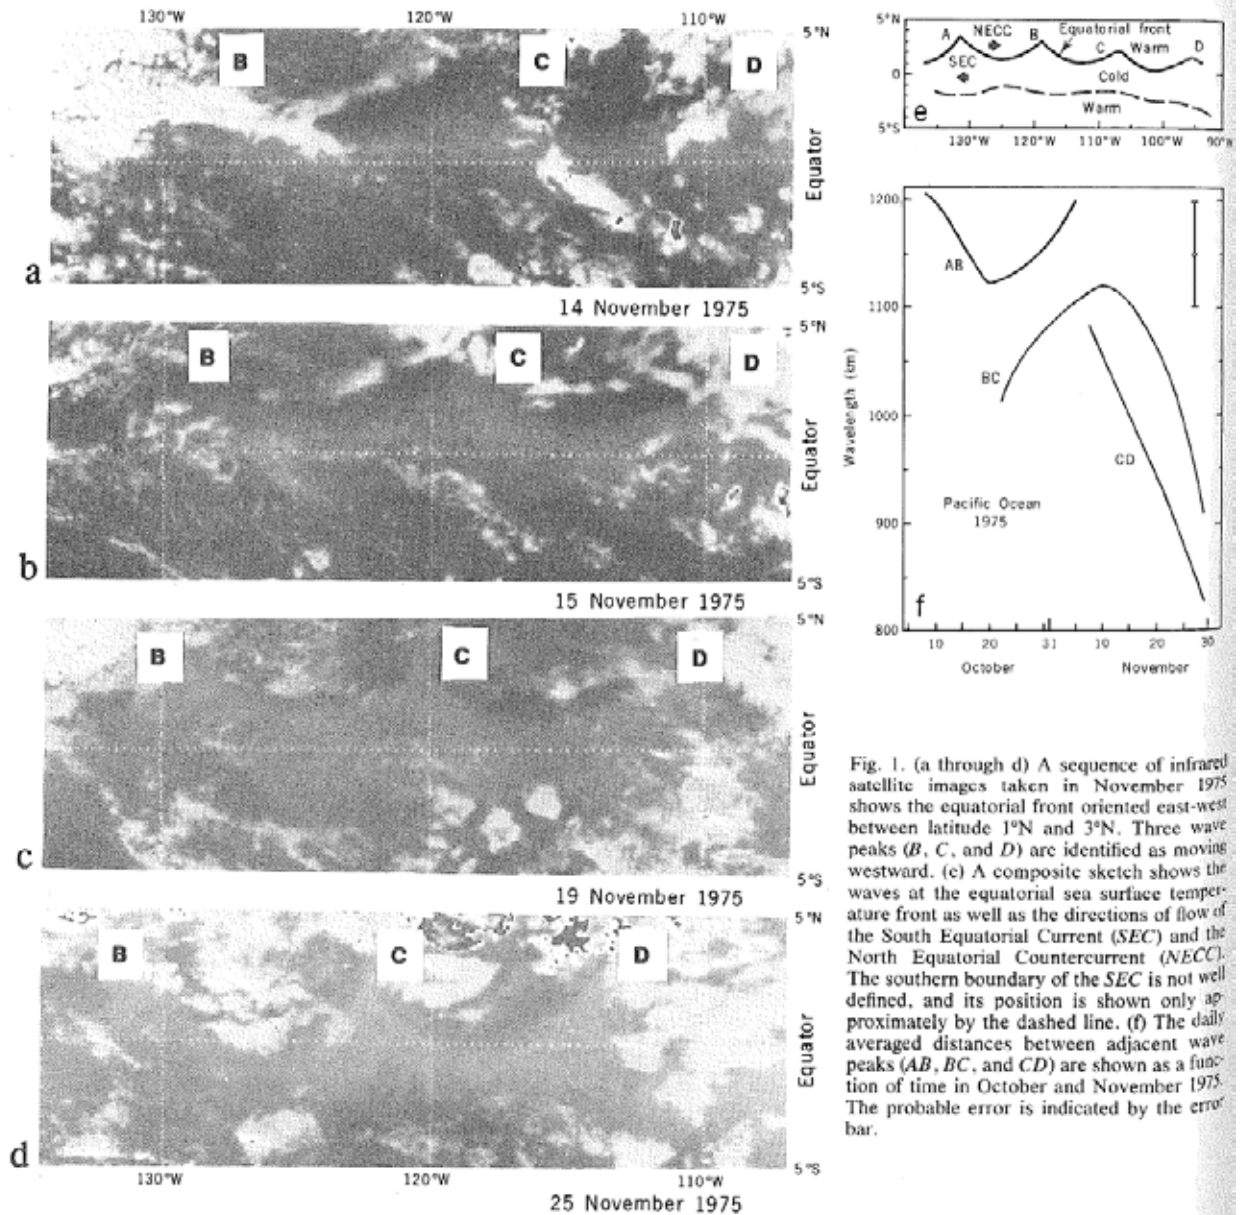 130°W 120°W 110°W
5°N
B C D
Equator
a
5°S
14 November 1975
5°N
B C D
Equator
b
5°S
15 November 1975
5°N
B C D
Equator
c
5°S
19 November 1975
5°N
B C D
Equator
d
5°S
130°W 120°W 110°W
25 November 1975
5°N
A NECC B Equatorial front
C Warm D
SEC
0
Cold
Warm
e
5°S
130°W 120°W 110°W 100°W 90°W
1200
AB
1100
BC
1000
CD
Pacific Ocean
1975
900
f
800
Wavelength (km)
10 20 31 10 20 30
October November
Fig. 1. (a through d) A sequence of infrared
satellite images taken in November 1975
shows the equatorial front oriented east-west
between latitude 1°N and 3°N. Three wave
peaks (B, C, and D) are identified as moving
westward. (e) A composite sketch shows the
waves at the equatorial sea surface temper-
ature front as well as the directions of flow of
the South Equatorial Current (SEC) and the
North Equatorial Countercurrent (NECC).
The southern boundary of the SEC is not well
defined, and its position is shown only ap-
proximately by the dashed line. (f) The daily
averaged distances between adjacent wave
peaks (AB, BC, and CD) are shown as a func-
tion of time in October and November 1975.
The probable error is indicated by the error
bar.